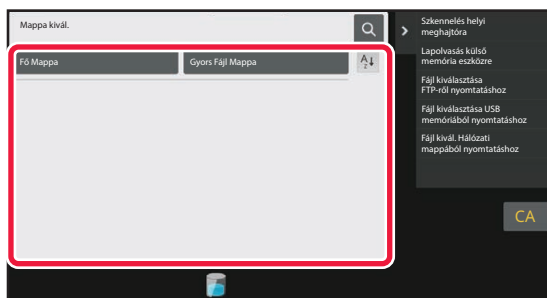 Mappa kivál.
Fő Mappa
Gyors Fájl Mappa
A
Z
Szkennelés helyi
meghajtóra
Lapolvasás külső
memória eszközre
Fájl kiválasztása
FTP-ről nyomtatáshoz
Fájl kiválasztása USB
memóriából nyomtatáshoz
Fájl kivál. Hálózati
mappából nyomtatáshoz
CA